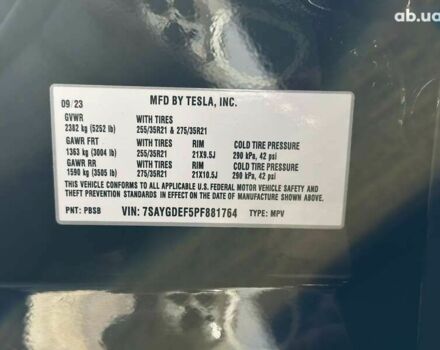 ab.ua
09/23
MFD BY TESLA, INC.
GVWR WITH TIRES
2382 kg (5252 lb) 255/35R21 & 275/35R21
GAWR FRT WITH TIRES RIM COLD TIRE PRESSURE
1363 kg (3004 lb) 255/35R21 21X9.5J 290 kPa, 42 psi
GAWR RR WITH TIRES RIM COLD TIRE PRESSURE
1590 kg (3505 lb) 275/35R21 21X10.5J 290 kPa, 42 psi
THIS VEHICLE CONFORMS TO ALL APPLICABLE U.S. FEDERAL MOTOR VEHICLE SAFETY AND
THEFT PREVENTION STANDARDS IN EFFECT ON THE DATE OF MANUFACTURE SHOWN ABOVE.
PNT: PBSB VIN: 7SAYGDEF5PF881764 TYPE: MPV